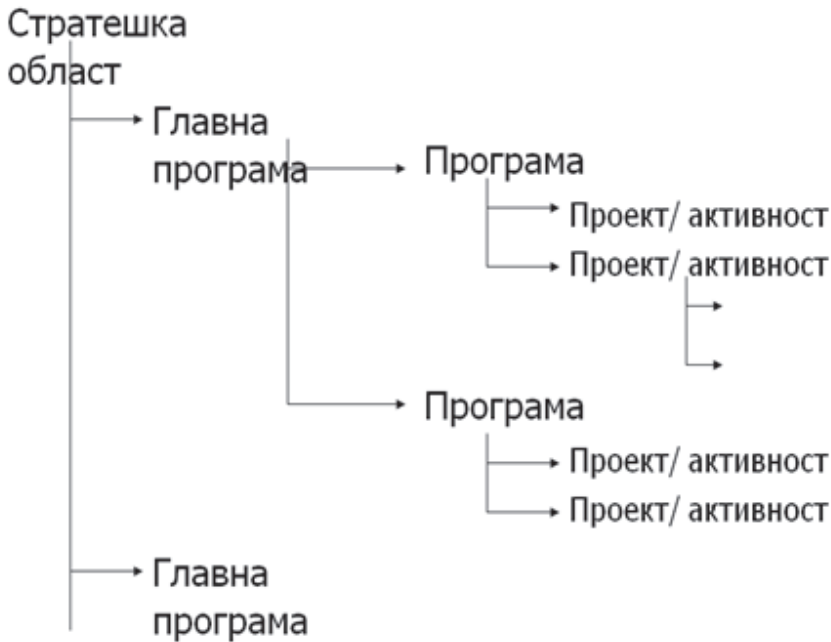 Стратешка
област
Главна
програма
Програма
Проект/ активност
Проект/ активност
Програма
Проект/ активност
Проект/ активност
Главна
програма